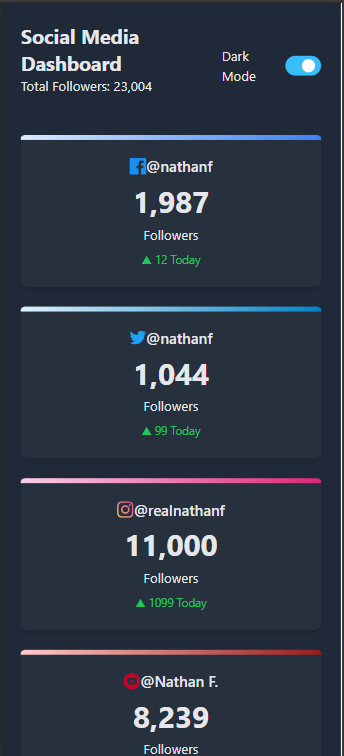 Social Media
Dashboard
Total Followers: 23,004
Dark
Mode
@nathanf
1,987
Followers
▲ 12 Today
@nathanf
1,044
Followers
▲ 99 Today
@realnathanf
11,000
Followers
▲ 1099 Today
@Nathan F.
8,239
Followers